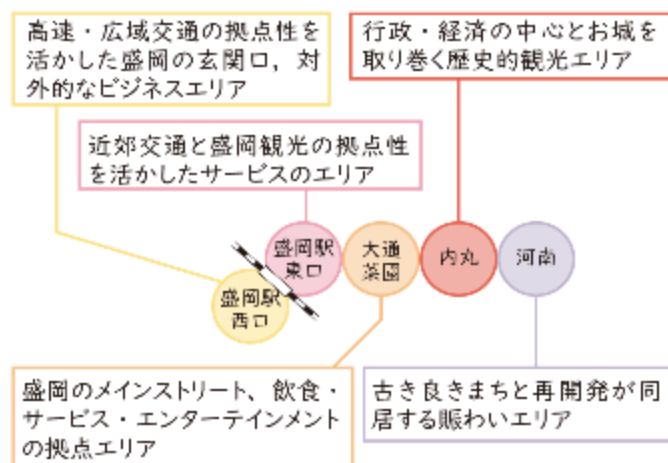 高速・広域交通の拠点性を
活かした盛岡の玄関口，対
外的なビジネスエリア
行政・経済の中心とお城を
取り巻く歴史的観光エリア
近郊交通と盛岡観光の拠点性
を活かしたサービスのエリア
盛岡駅
東口
大通
菜園
内丸
河南
盛岡駅
西口
盛岡のメインストリート、飲食・
サービス・エンターテインメント
の拠点エリア
古き良きまちと再開発が同
居する賑わいエリア